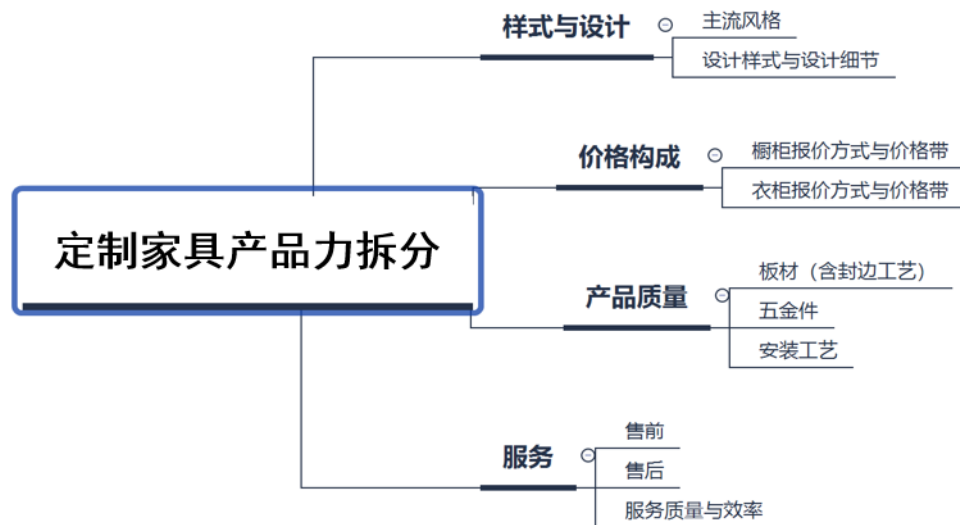 样式与设计
主流风格
设计样式与设计细节
价格构成
橱柜报价方式与价格带
衣柜报价方式与价格带
定制家具产品力拆分
产品质量
板材（含封边工艺）
五金件
安装工艺
服务
售前
售后
服务质量与效率